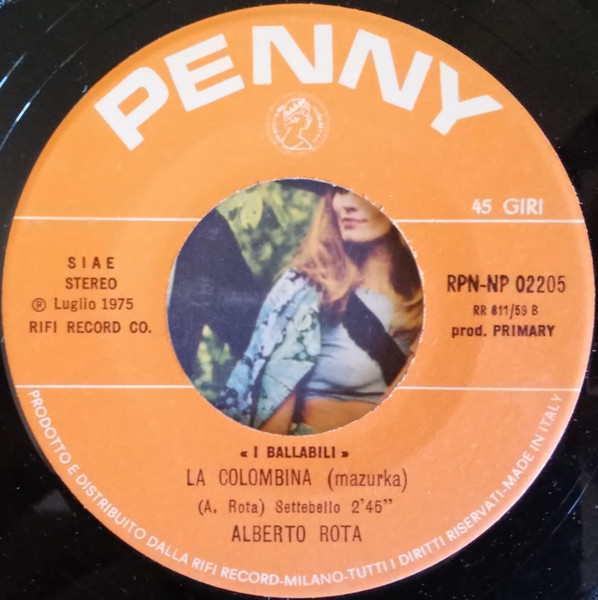 PENNY
45 GIRI
SIAE
STEREO
℗ Luglio 1975
RIFI RECORD CO.
RPN-NP 02205
RR 811/59 B
prod. PRIMARY
« I BALLABILI »
LA COLOMBINA (mazurka)
(A. Rota) Settebello 2'45"
ALBERTO ROTA
PRODOTTO E DISTRIBUITO DALLA RIFI RECORD-MILANO-TUTTI I DIRITTI RISERVATI-MADE IN ITALY